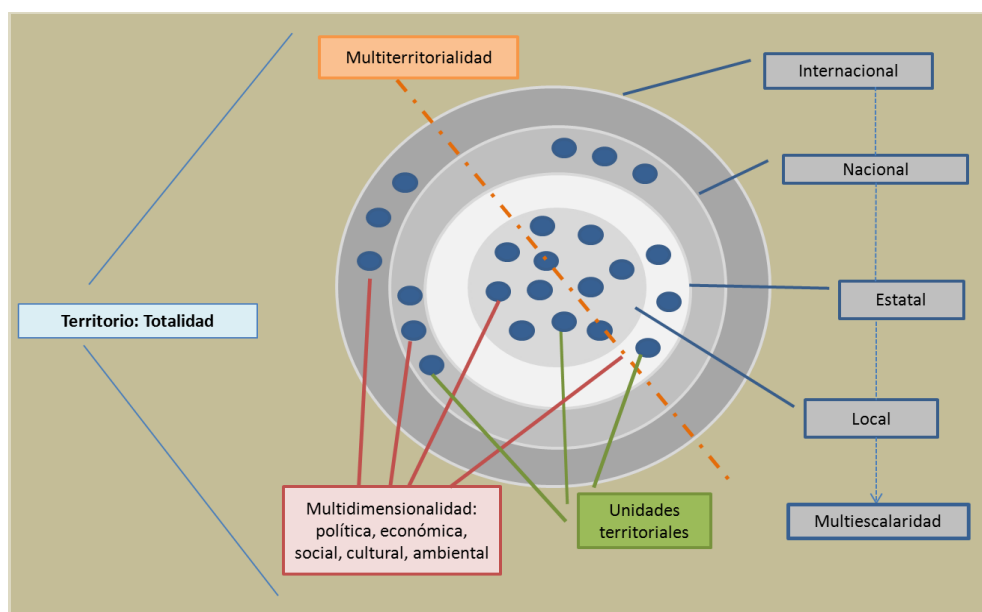 Multiterritorialidad
Internacional
Nacional
Estatal
Territorio: Totalidad
Local
Multidimensionalidad:
política, económica,
social, cultural, ambiental
Unidades
territoriales
Multiescalaridad